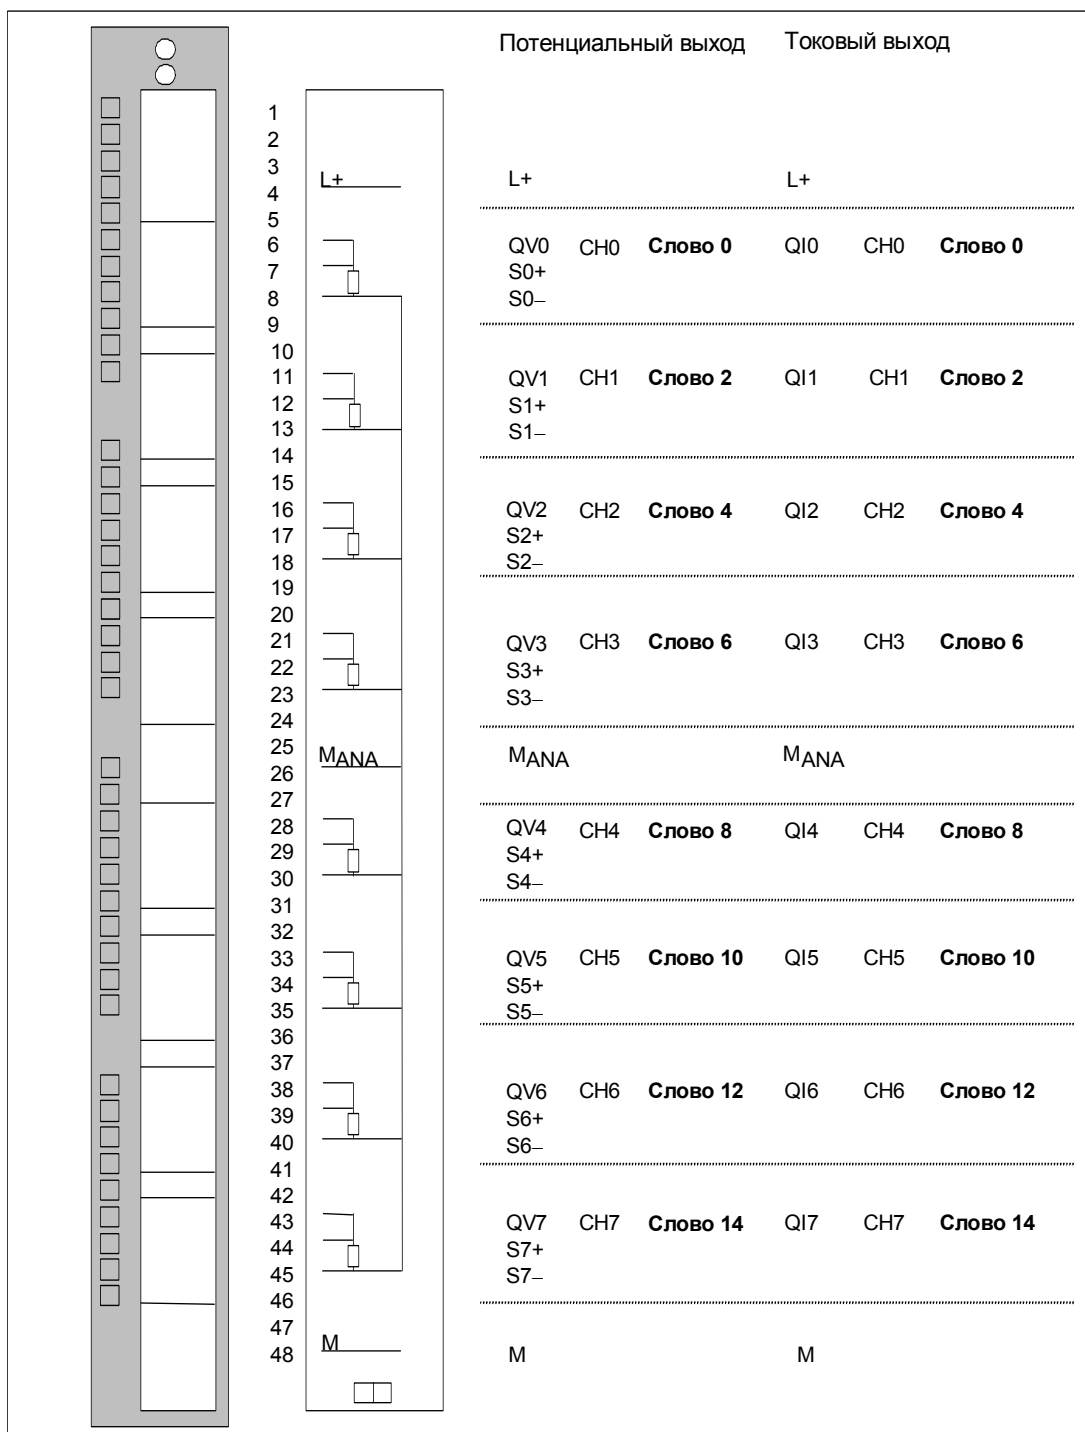 Потенциальный выход Токовый выход
1
2
3
L+ L+ L+
4
5
6 QV0 CH0 Слово 0 QI0 CH0 Слово 0
7 S0+
8 S0–
9
10
11 QV1 CH1 Слово 2 QI1 CH1 Слово 2
12 S1+
13 S1–
14
15
16 QV2 CH2 Слово 4 QI2 CH2 Слово 4
17 S2+
18 S2–
19
20
21 QV3 CH3 Слово 6 QI3 CH3 Слово 6
22 S3+
23 S3–
24
25
MANA MANA MANA
26
27
28 QV4 CH4 Слово 8 QI4 CH4 Слово 8
29 S4+
30 S4–
31
32
33 QV5 CH5 Слово 10 QI5 CH5 Слово 10
34 S5+
35 S5–
36
37
38 QV6 CH6 Слово 12 QI6 CH6 Слово 12
39 S6+
40 S6–
41
42
43 QV7 CH7 Слово 14 QI7 CH7 Слово 14
44 S7+
45 S7–
46
47
48 M M M